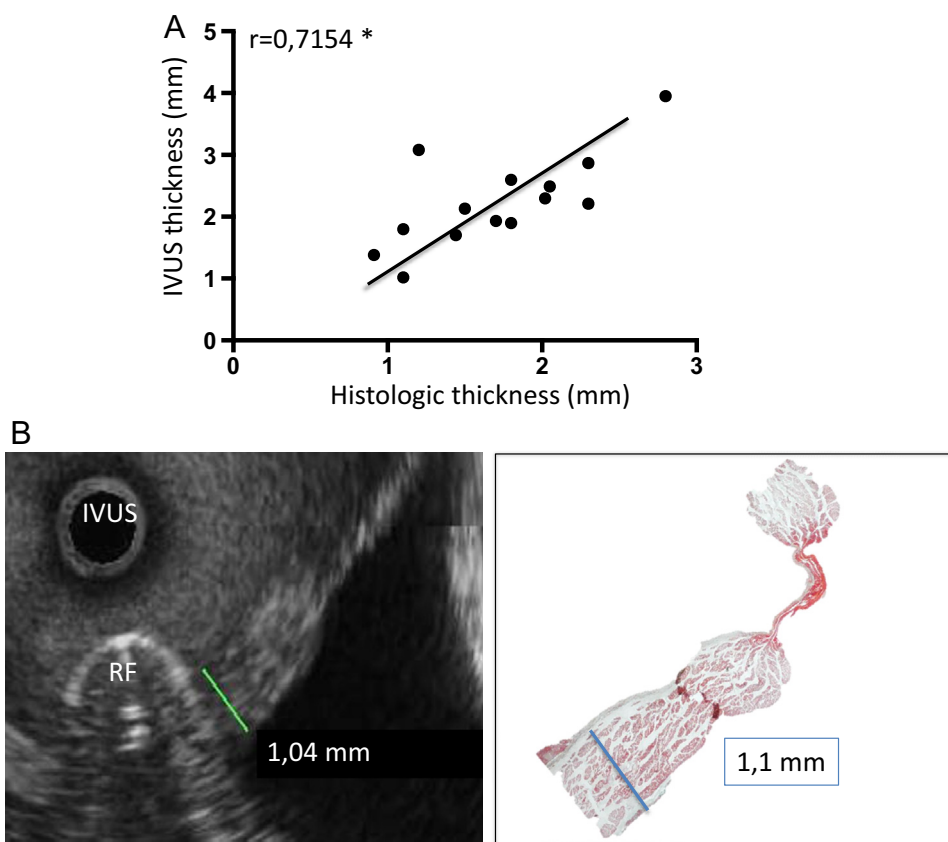 A
r=0,7154 *
IVUS thickness (mm)
5
4
3
2
1
0
0 1 2 3
Histologic thickness (mm)
B
IVUS
RF
1,04 mm
1,1 mm